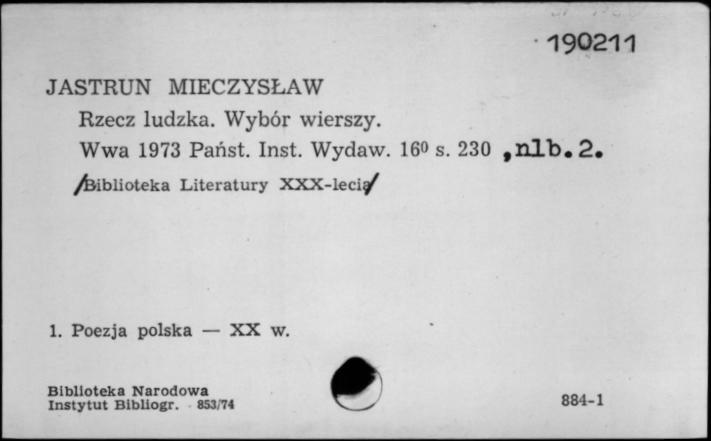 190211
JASTRUN MIECZYSŁAW
Rzecz ludzka. Wybór wierszy.
Wwa 1973 Państ. Inst. Wydaw. 16⁰ s. 230 , nlb. 2.
/Biblioteka Literatury XXX-lecia/
1. Poezja polska — XX w.
Biblioteka Narodowa
Instytut Bibliogr. 853/74
884-1